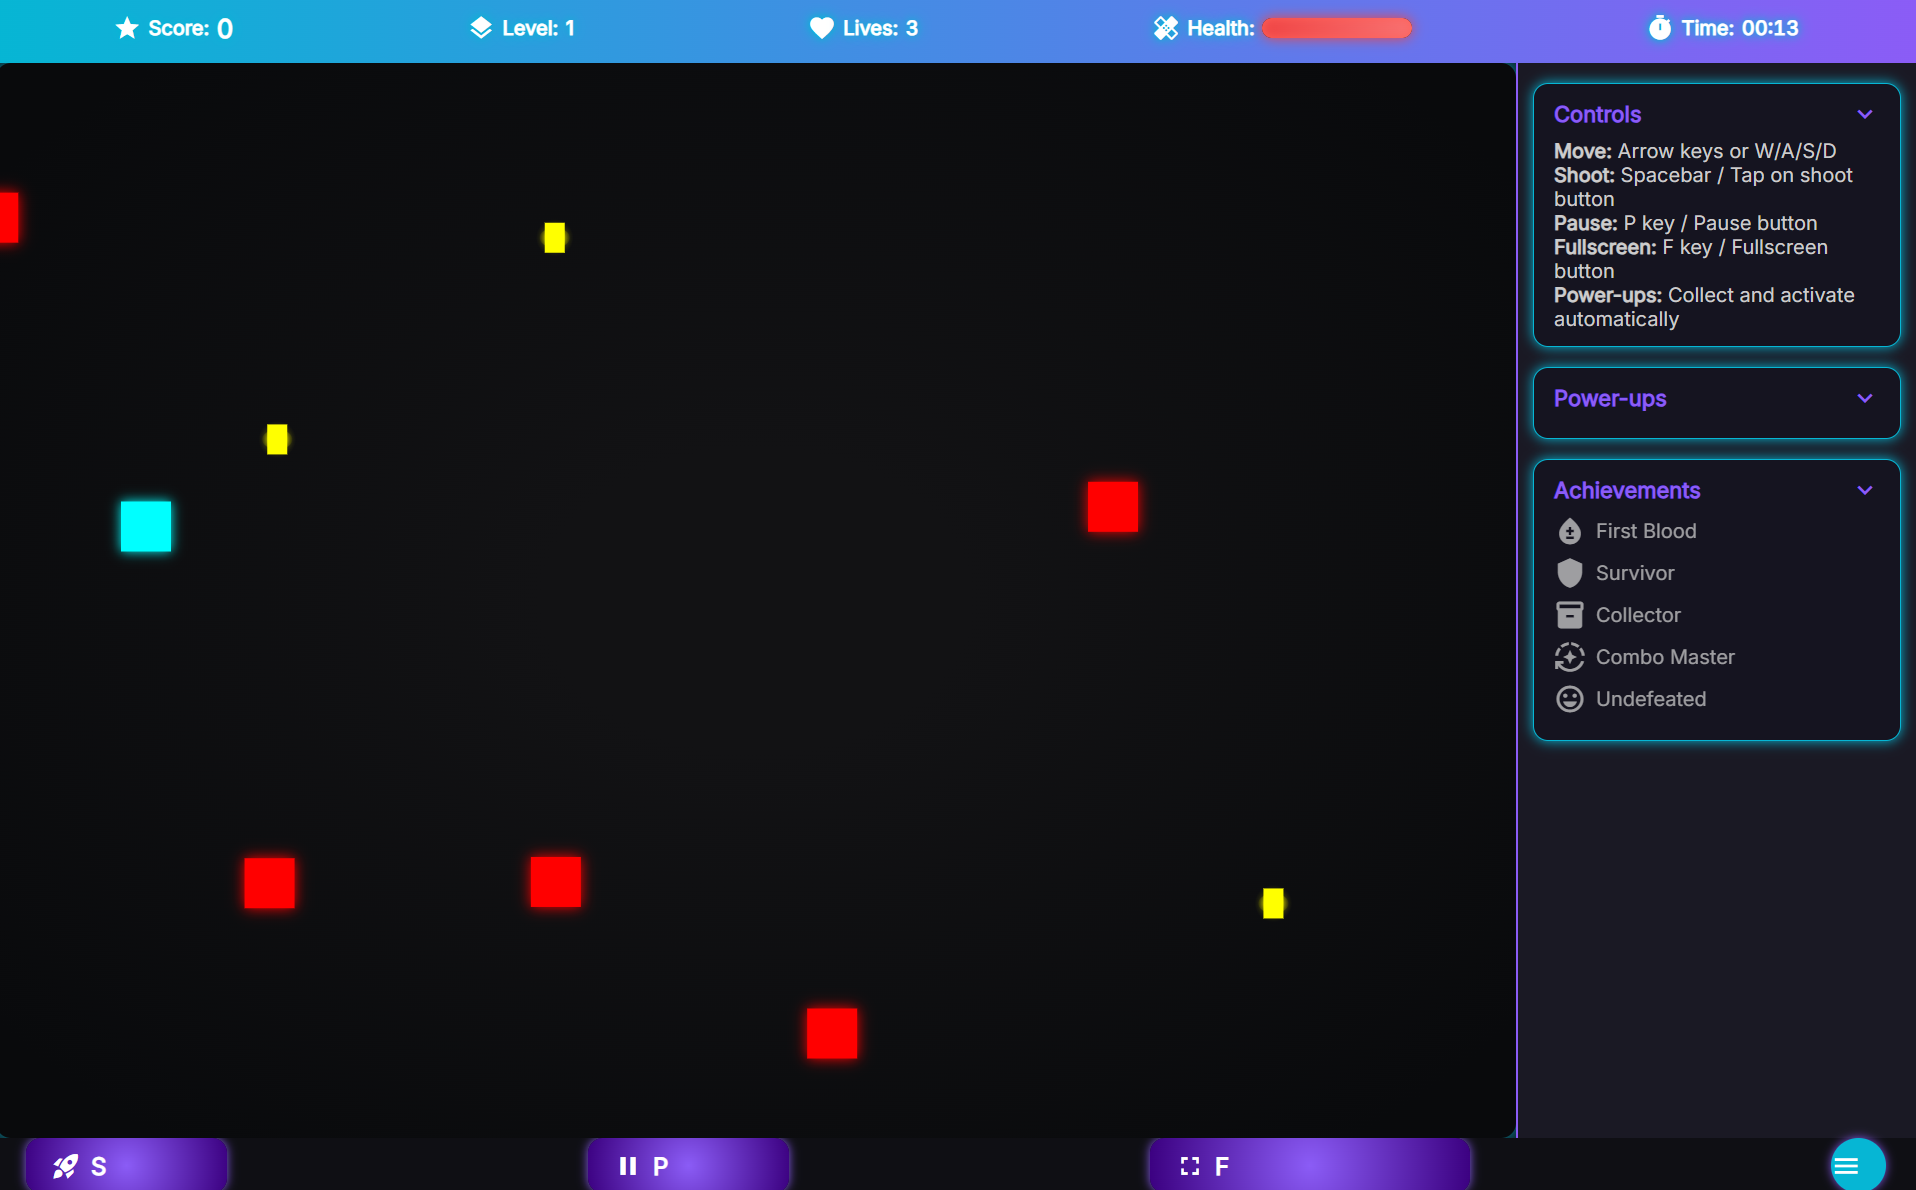 Score: 0
Level: 1
Lives: 3
Health:
Time: 00:13
Controls
Move: Arrow keys or W/A/S/D
Shoot: Spacebar / Tap on shoot
button
Pause: P key / Pause button
Fullscreen: F key / Fullscreen
button
Power-ups: Collect and activate
automatically
Power-ups
Achievements
First Blood
Survivor
Collector
Combo Master
Undefeated
S
P
F